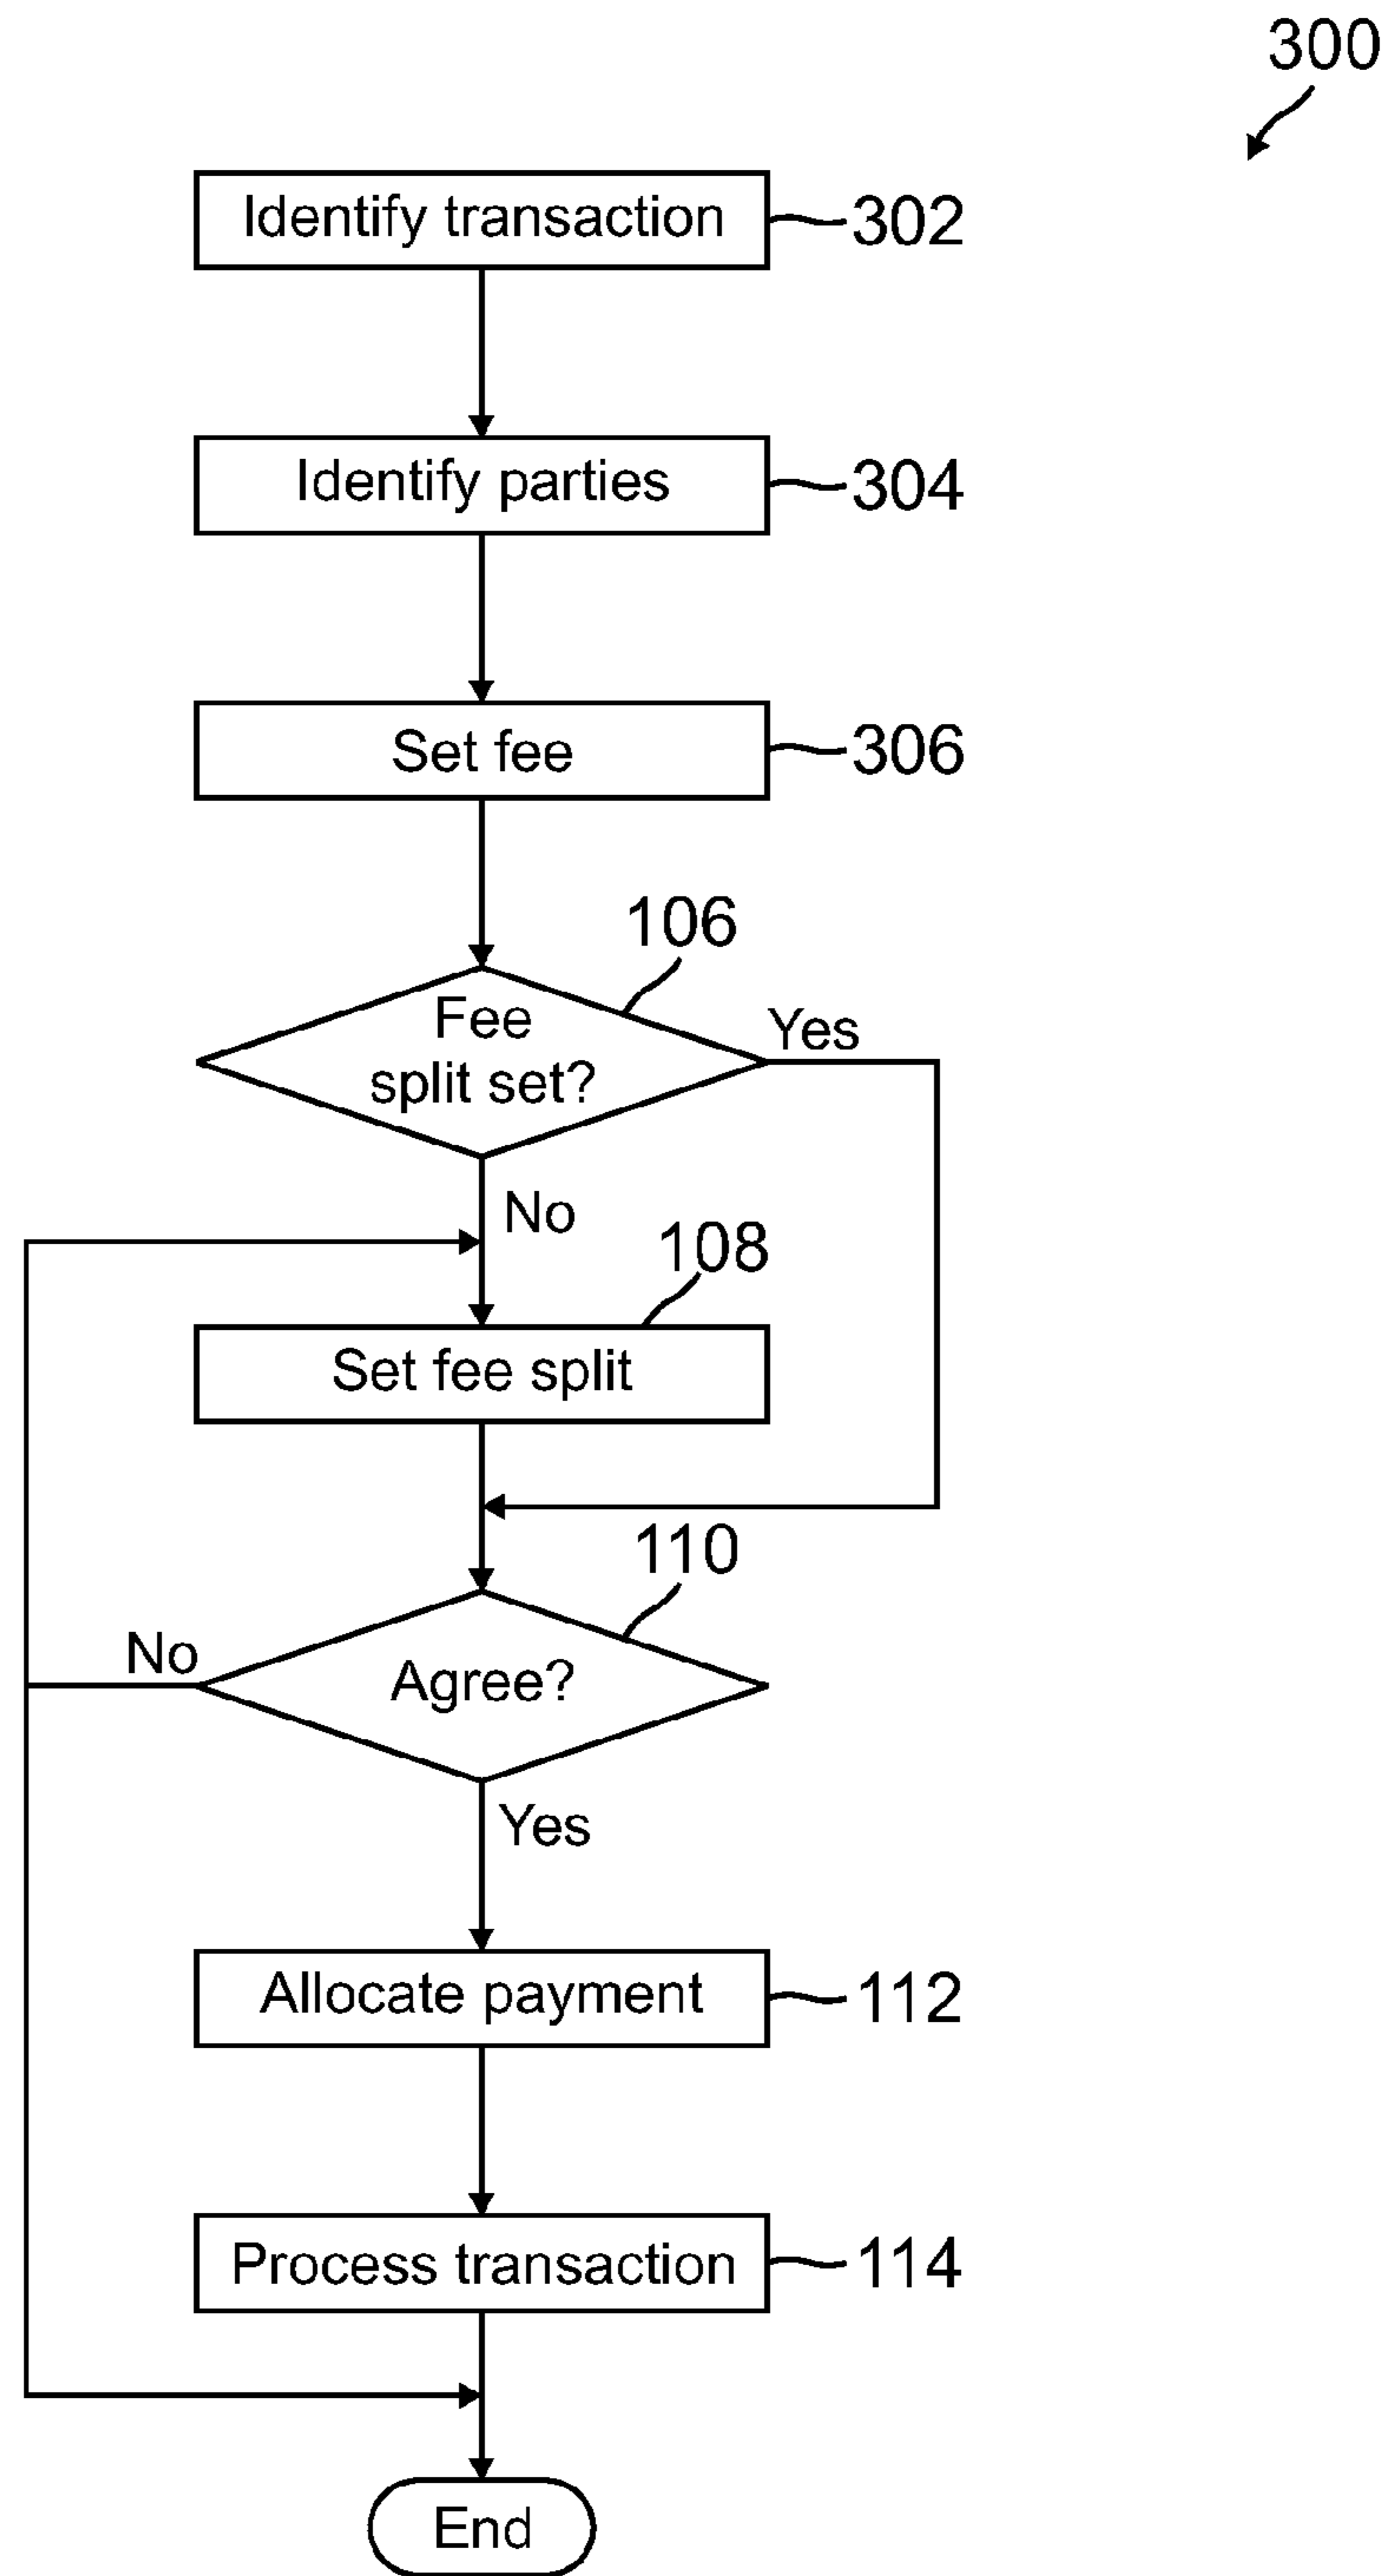 300
Identify transaction
302
Identify parties
304
Set fee
306
106
Fee
split set?
Yes
No
108
Set fee split
110
Agree?
No
Yes
Allocate payment
112
Process transaction
114
End